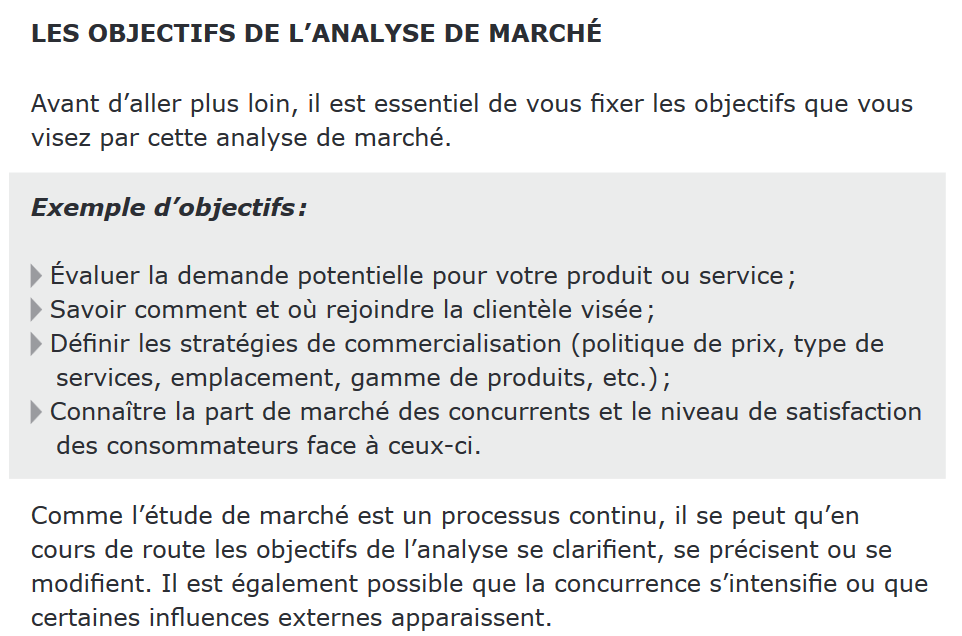 LES OBJECTIFS DE L’ANALYSE DE MARCHÉ
Avant d’aller plus loin, il est essentiel de vous fixer les objectifs que vous
visez par cette analyse de marché.
Exemple d’objectifs :
Évaluer la demande potentielle pour votre produit ou service ;
Savoir comment et où rejoindre la clientèle visée ;
Définir les stratégies de commercialisation (politique de prix, type de
services, emplacement, gamme de produits, etc.) ;
Connaître la part de marché des concurrents et le niveau de satisfaction
des consommateurs face à ceux-ci.
Comme l’étude de marché est un processus continu, il se peut qu’en
cours de route les objectifs de l’analyse se clarifient, se précisent ou se
modifient. Il est également possible que la concurrence s’intensifie ou que
certaines influences externes apparaissent.